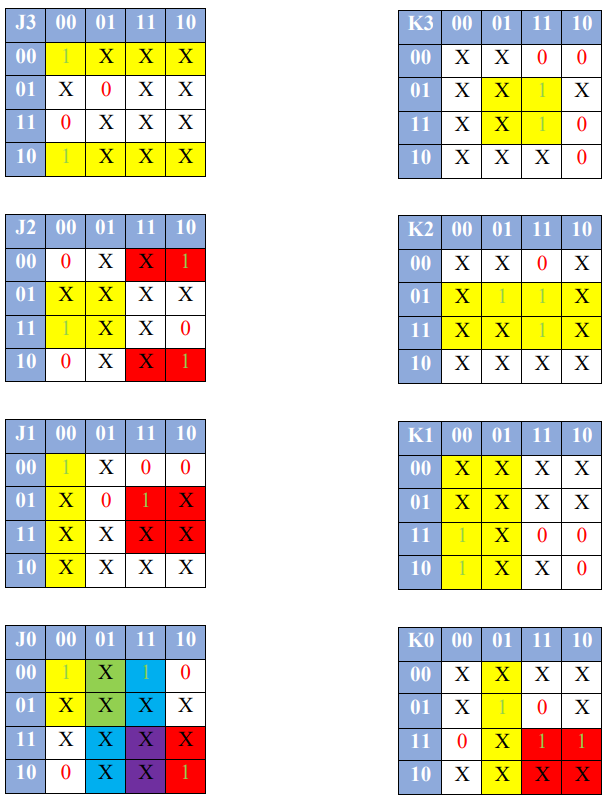 J3 00 01 11 10
00 1 X X X
01 X 0 X X
11 0 X X X
10 1 X X X
K3 00 01 11 10
00 X X 0 0
01 X X 1 X
11 X X 1 0
10 X X X 0
J2 00 01 11 10
00 0 X X 1
01 X X X X
11 1 X X 0
10 0 X X 1
K2 00 01 11 10
00 X X 0 X
01 X 1 1 X
11 X X 1 X
10 X X X X
J1 00 01 11 10
00 1 X 0 0
01 X 0 1 X
11 X X X X
10 X X X X
K1 00 01 11 10
00 X X X X
01 X X X X
11 1 X 0 0
10 1 X X 0
J0 00 01 11 10
00 1 X 1 0
01 X X X X
11 X X X X
10 0 X X 1
K0 00 01 11 10
00 X X X X
01 X 1 0 X
11 0 X 1 1
10 X X X X